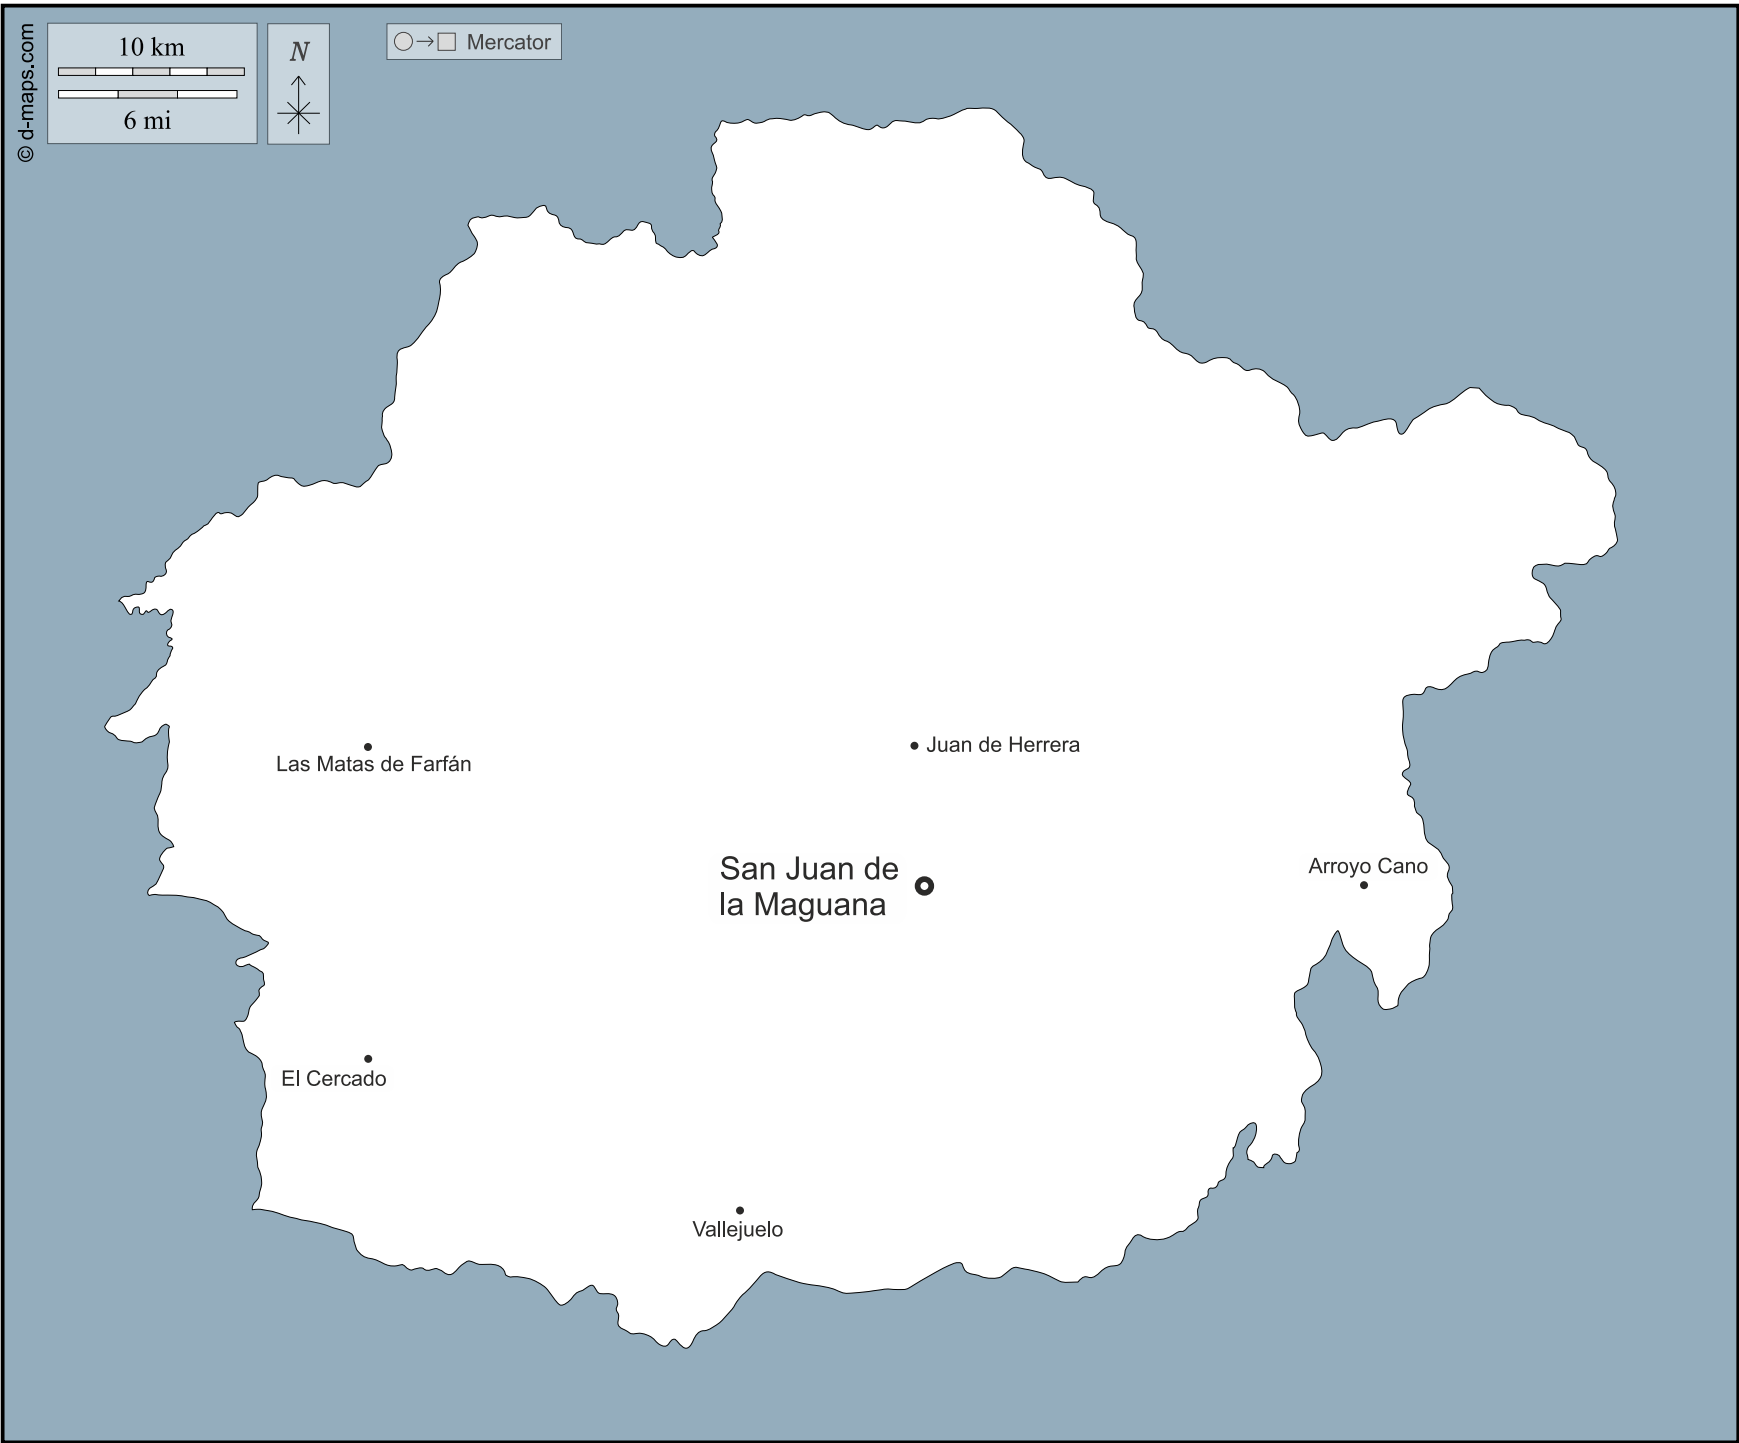 © d-maps.com
10 km
6 mi
N
Mercator
Las Matas de Farfán
Juan de Herrera
San Juan de
la Maguana
Arroyo Cano
El Cercado
Vallejuelo